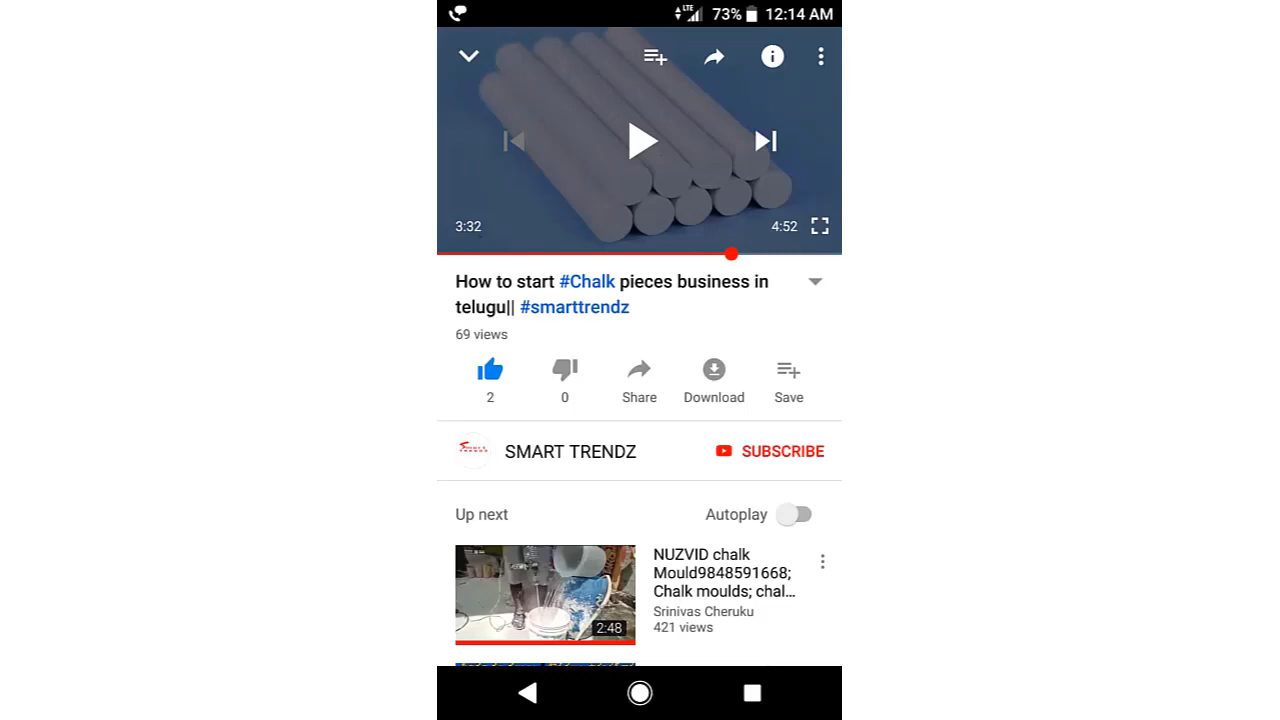 LTE 73% 12:14 AM
3:32 4:52
How to start #Chalk pieces business in
telugu|| #smarttrendz
69 views
2 0 Share Download Save
SMART TRENDZ SUBSCRIBE
Up next Autoplay
NUZVID chalk
Mould9848591668;
Chalk moulds; chal...
Srinivas Cheruku
421 views
2:48